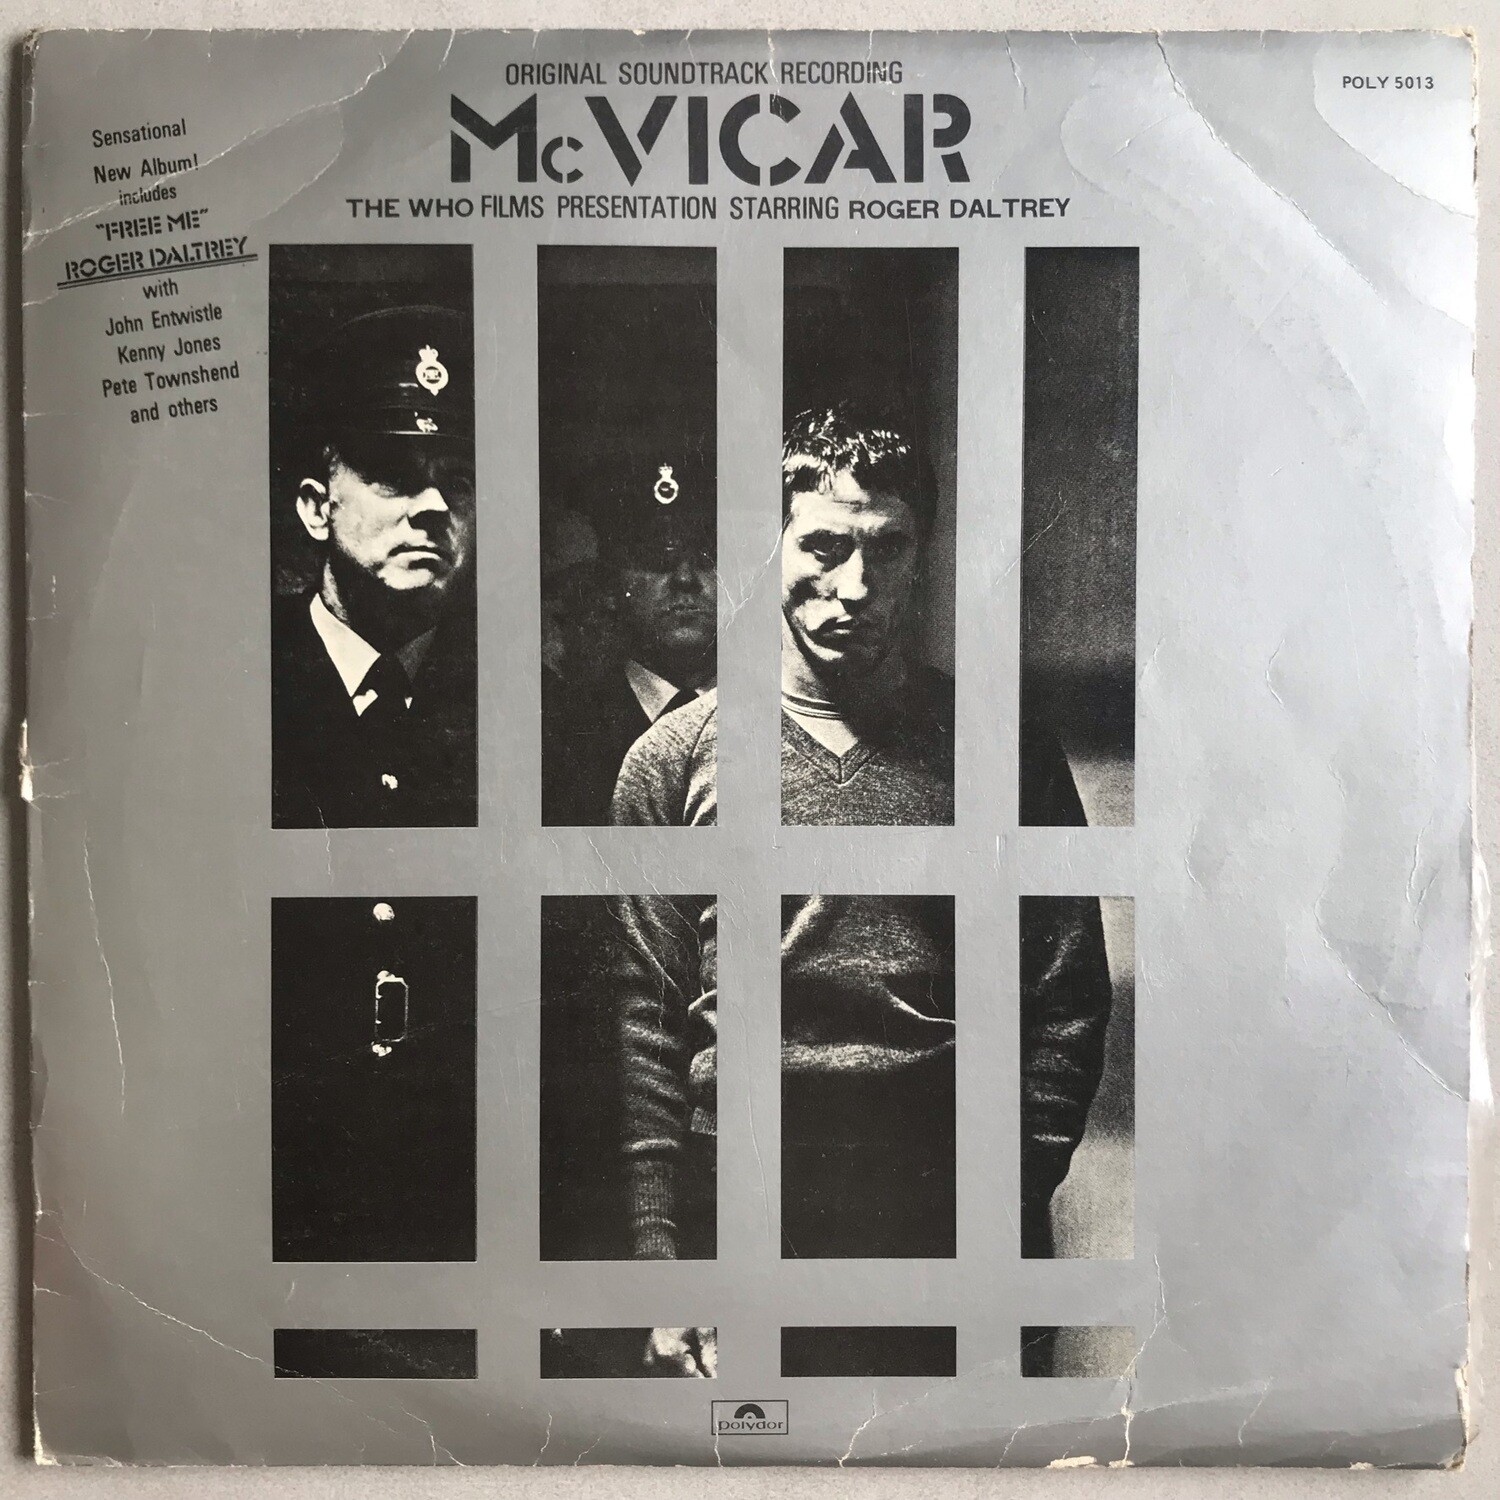 ORIGINAL SOUNDTRACK RECORDING
McVICAR
THE WHO FILMS PRESENTATION STARRING ROGER DALTREY
POLY 5013
Sensational
New Album!
includes
"FREE ME"
ROGER DALTREY
with
John Entwistle
Kenny Jones
Pete Townshend
and others
polydor